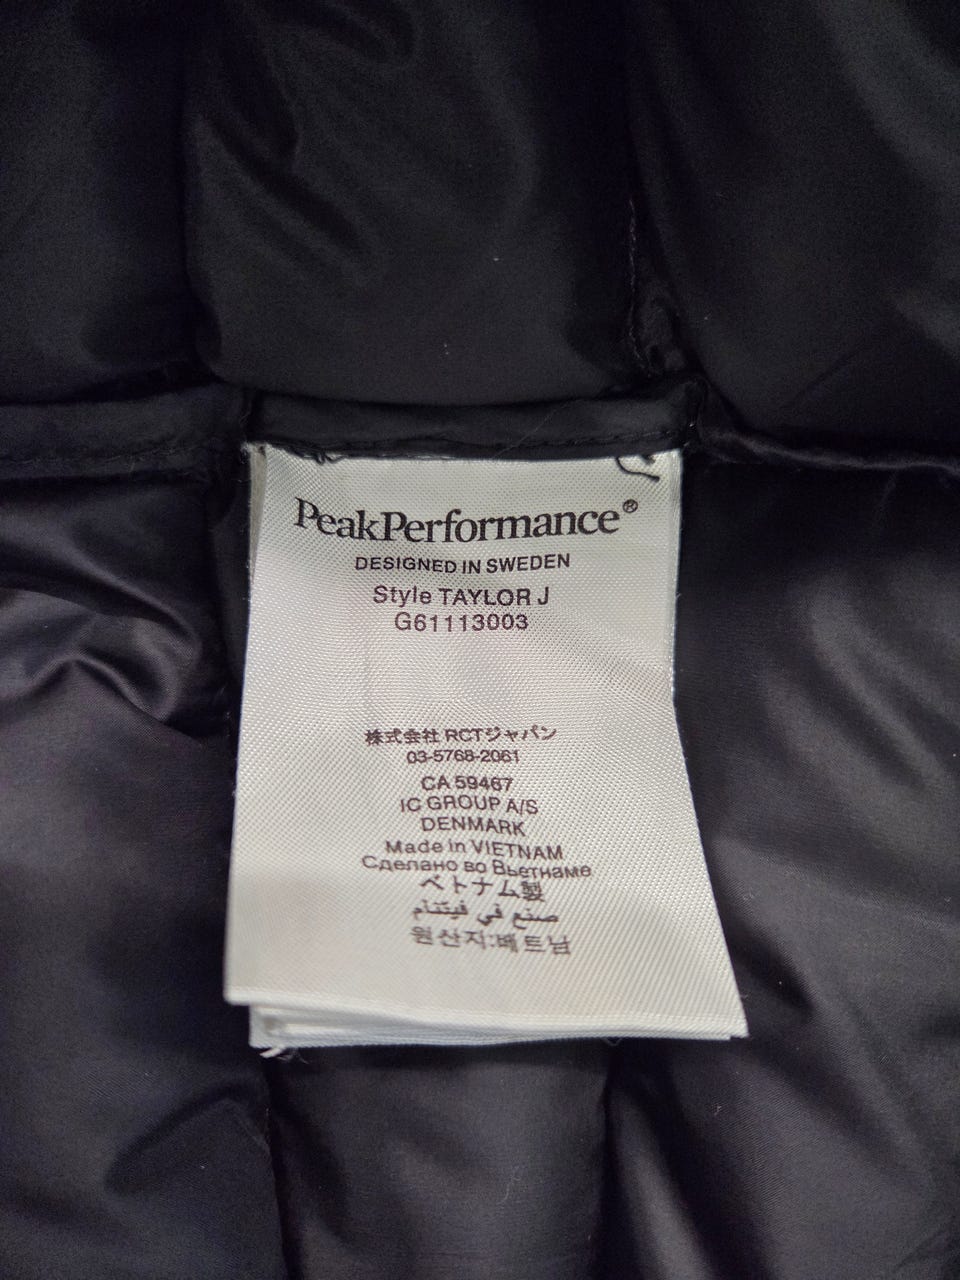 PeakPerformance®
DESIGNED IN SWEDEN
Style TAYLOR J
G61113003
株式会社 RCTジャパン
03-5768-2061
CA 59467
IC GROUP A/S
DENMARK
Made in VIETNAM
Сделано во Вьетнаме
ベトナム製
صنع في فيتنام
원산지:베트남